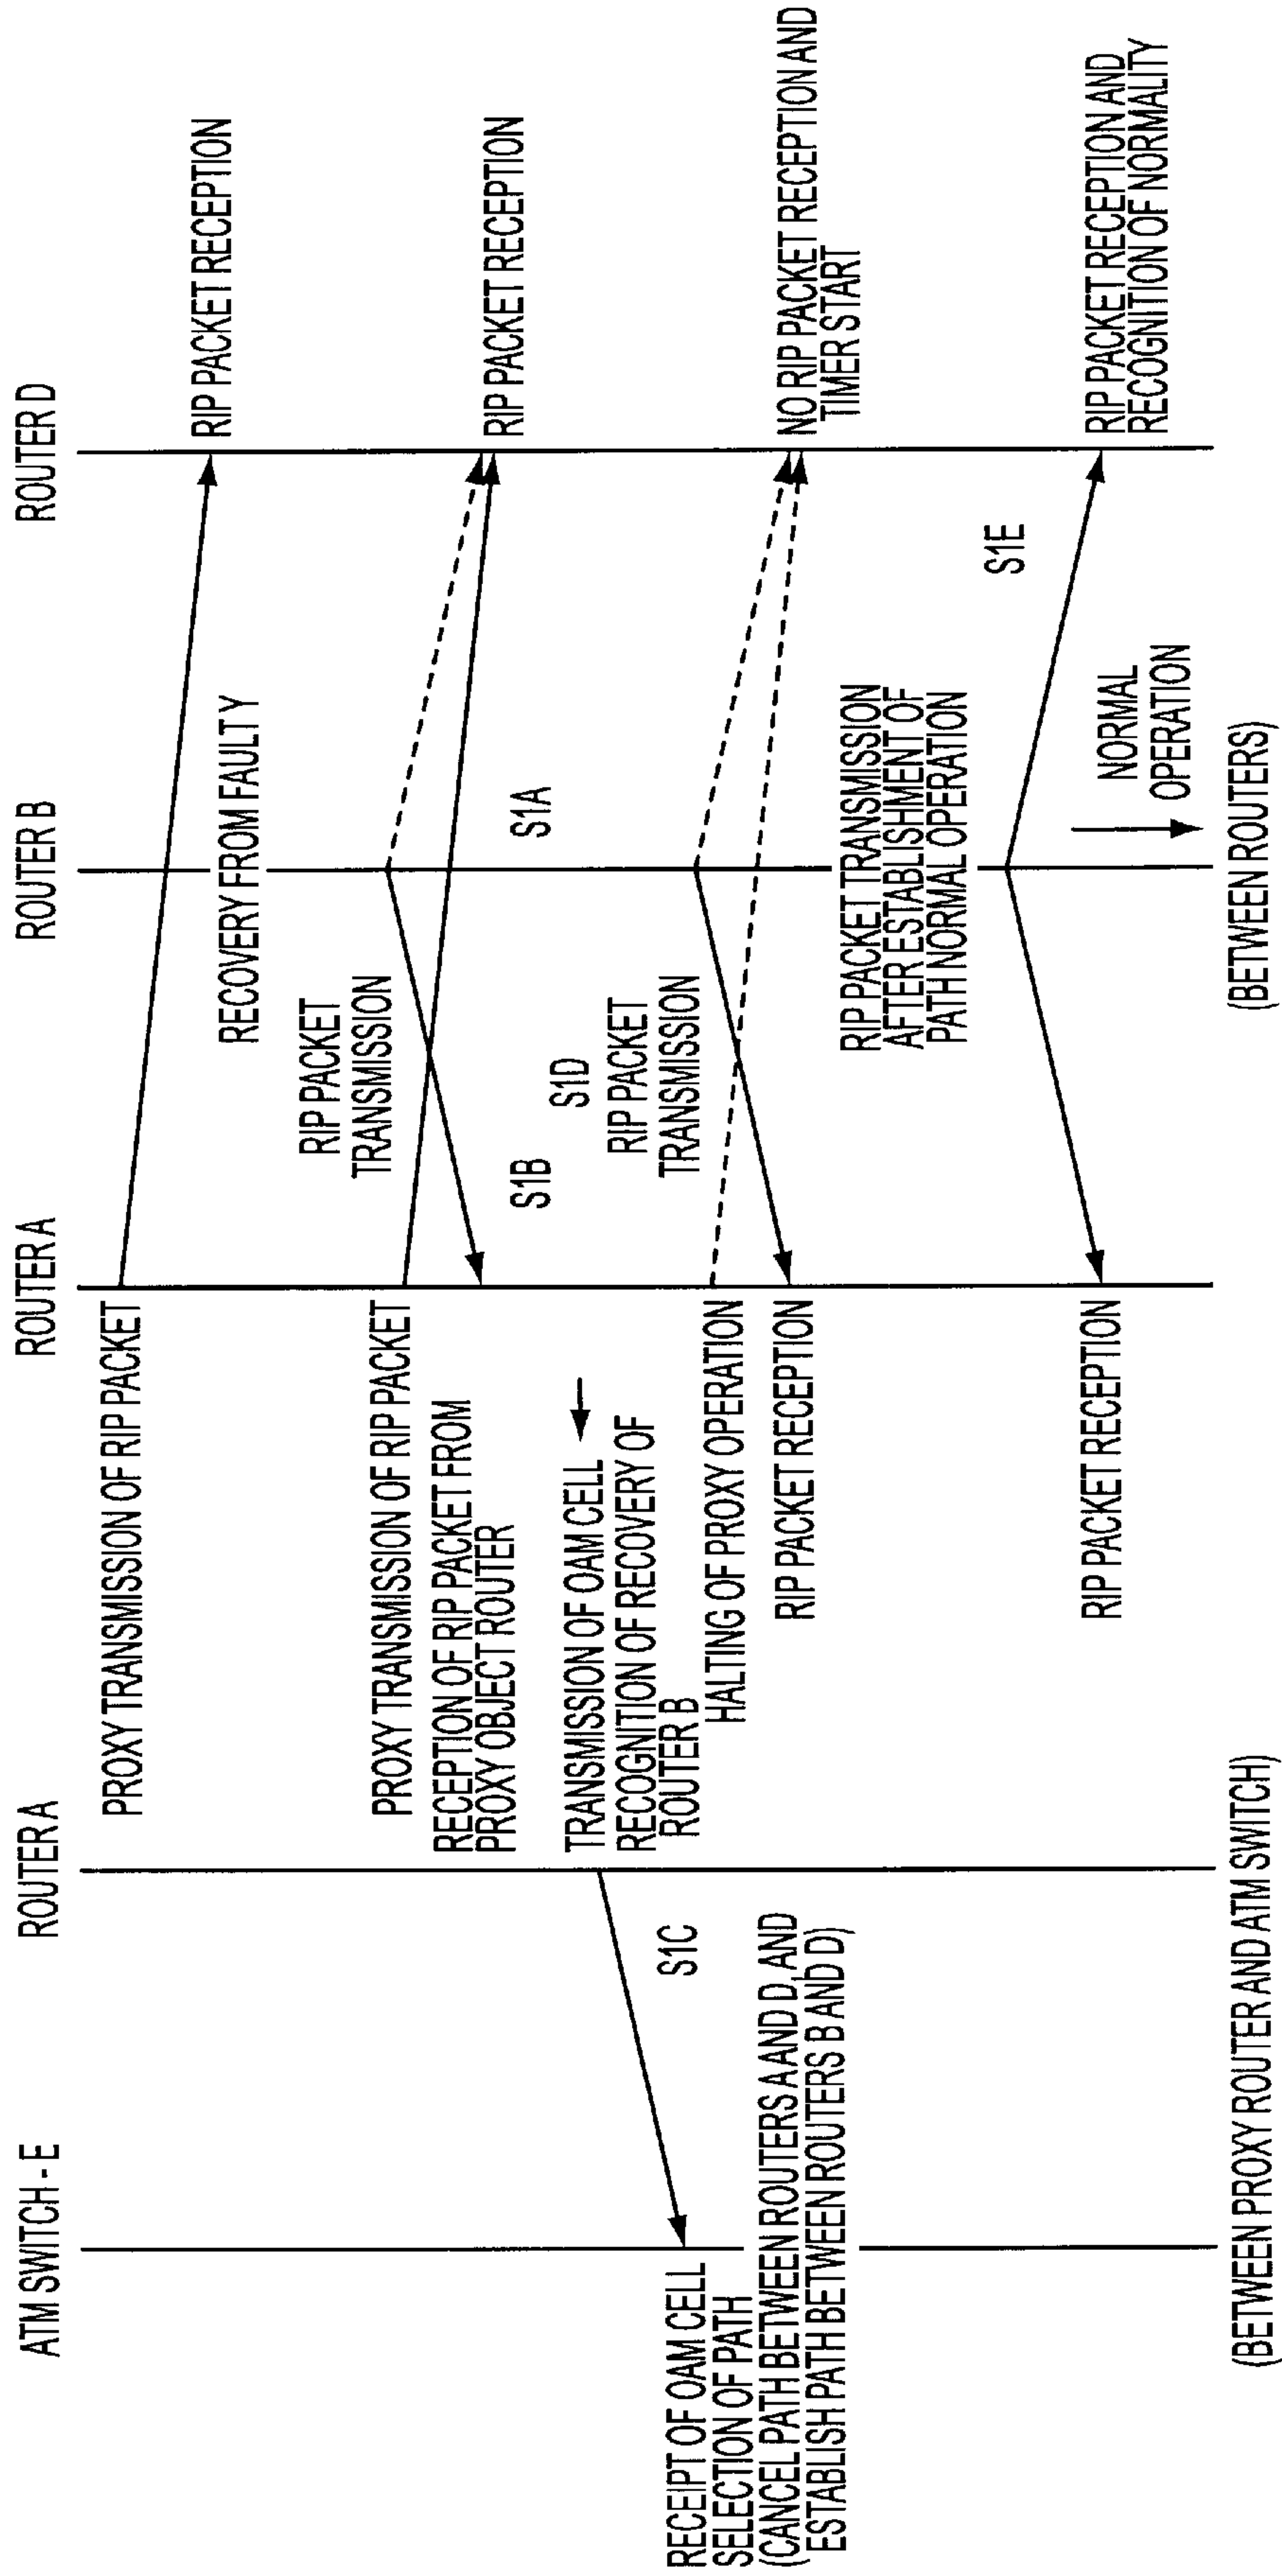 ATM SWITCH - E
ROUTER A
ROUTER A
ROUTER B
ROUTER D
PROXY TRANSMISSION OF RIP PACKET
RIP PACKET RECEPTION
RECOVERY FROM FAULTY
RIP PACKET
TRANSMISSION
PROXY TRANSMISSION OF RIP PACKET
RIP PACKET RECEPTION
RECEPTION OF RIP PACKET FROM
PROXY OBJECT ROUTER
S1B
S1A
S1D
TRANSMISSION OF OAM CELL
RECOGNITION OF RECOVERY OF
ROUTER B
RIP PACKET
TRANSMISSION
S1C
HALTING OF PROXY OPERATION
RIP PACKET RECEPTION
NO RIP PACKET RECEPTION AND
TIMER START
RECEIPT OF OAM CELL
SELECTION OF PATH
(CANCEL PATH BETWEEN ROUTERS A AND D, AND
ESTABLISH PATH BETWEEN ROUTERS B AND D)
RIP PACKET TRANSMISSION
AFTER ESTABLISHMENT OF
PATH NORMAL OPERATION
S1E
RIP PACKET RECEPTION
RIP PACKET RECEPTION AND
RECOGNITION OF NORMALITY
NORMAL
OPERATION
(BETWEEN PROXY ROUTER AND ATM SWITCH)
(BETWEEN ROUTERS)